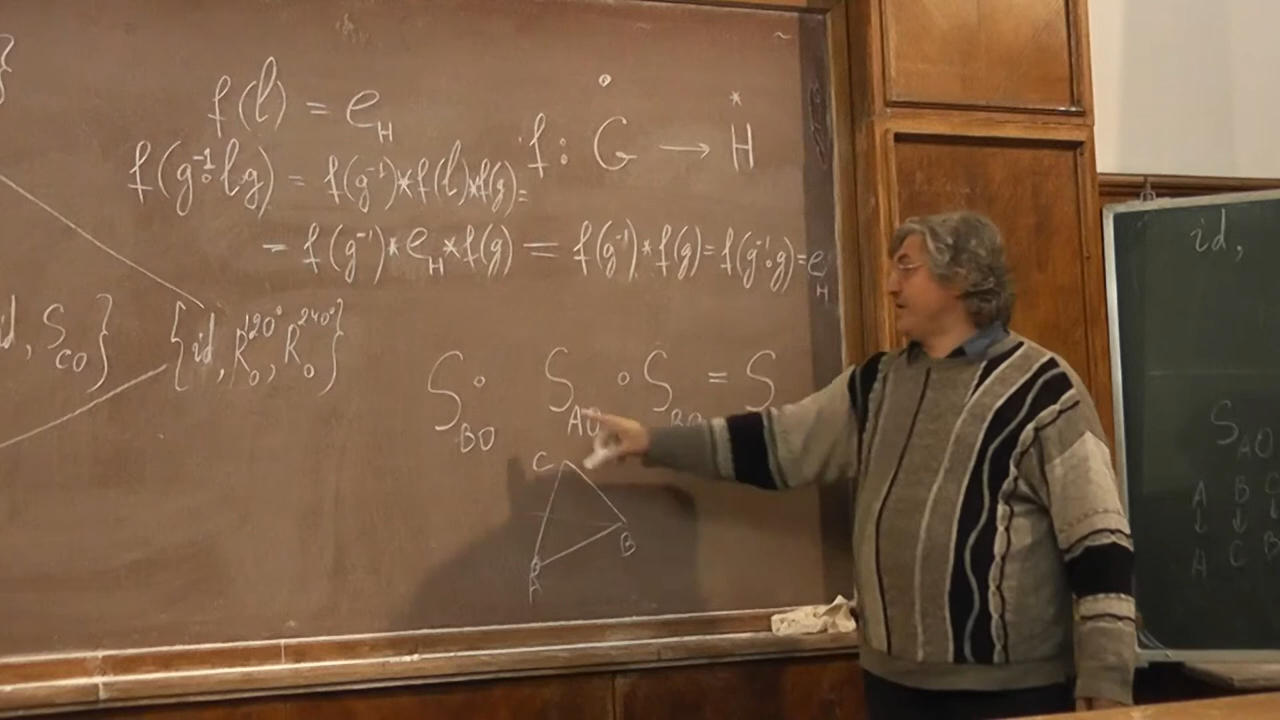 }
f(l) = e_H
f: G → H
° *
f(g⁻¹∘l∘g) = f(g⁻¹)*f(l)*f(g)=
= f(g⁻¹)*e_H*f(g) = f(g⁻¹)*f(g)=f(g⁻¹∘g)=e_H
id, S_CO} {id, R_O^120°, R_O^240°}
S_BO ∘ S_AO ∘ S_BO = S
C
B
A
id,
S_AO
A B C
↓ ↓ ↓
A C B